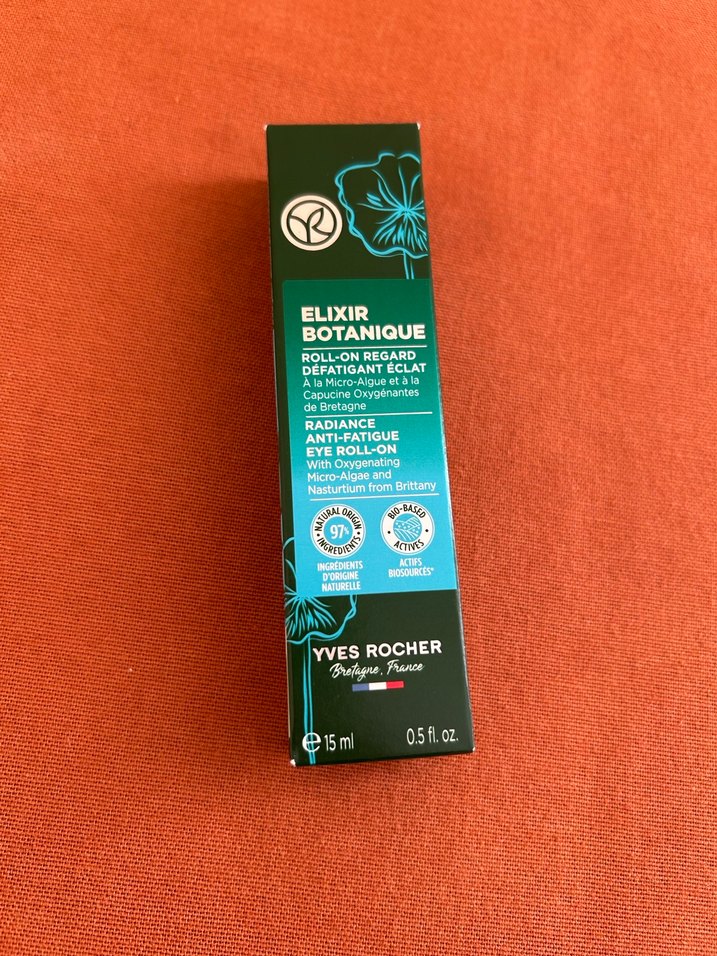 ELIXIR
BOTANIQUE
ROLL-ON REGARD
DÉFATIGANT ÉCLAT
À la Micro-Algue et à la
Capucine Oxygénantes
de Bretagne
RADIANCE
ANTI-FATIGUE
EYE ROLL-ON
With Oxygenating
Micro-Algae and
Nasturtium from Brittany
NATURAL ORIGIN
97%
INGREDIENTS
INGRÉDIENTS
D'ORIGINE
NATURELLE
BIO-BASED
ACTIVES
ACTIFS
BIOSOURCÉS*
YVES ROCHER
Bretagne, France
℮ 15 ml 0.5 fl. oz.